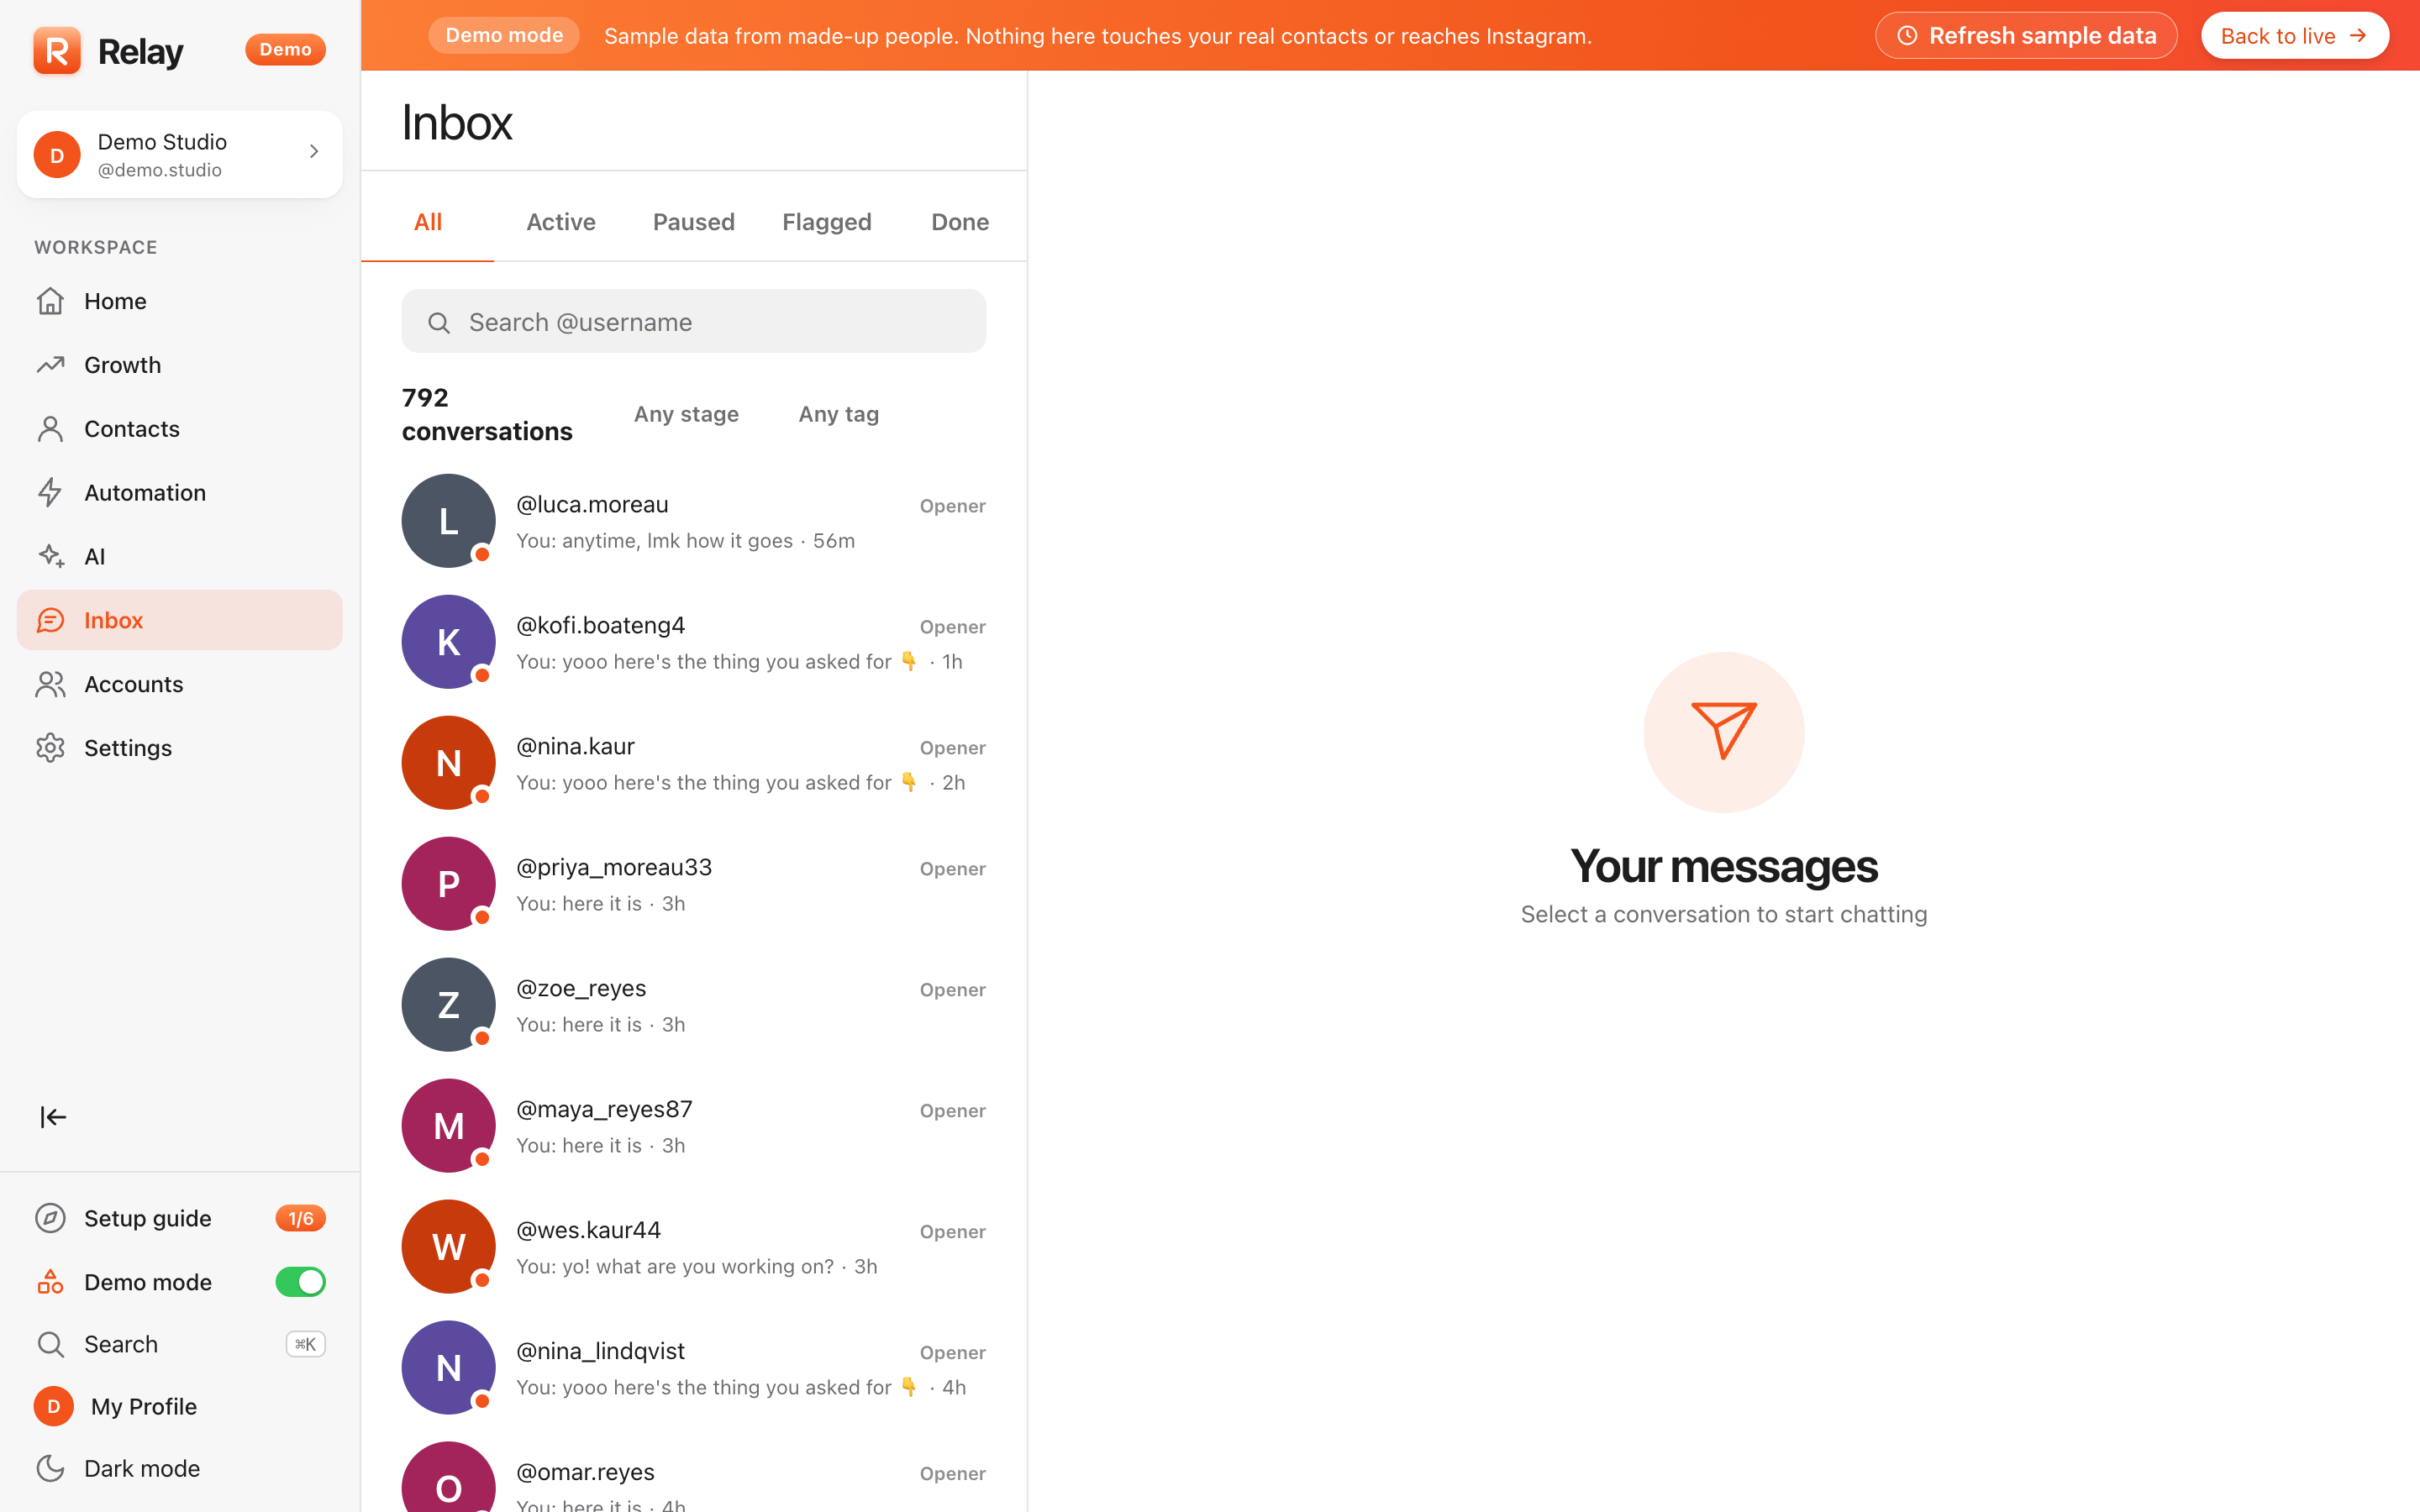 R Relay Demo
D Demo Studio
@demo.studio
WORKSPACE
Home
Growth
Contacts
Automation
AI
Inbox
Accounts
Settings
Setup guide 1/6
Demo mode
Search ⌘K
D My Profile
Dark mode
Demo mode Sample data from made-up people. Nothing here touches your real contacts or reaches Instagram. Refresh sample data Back to live →
Inbox
All Active Paused Flagged Done
Search @username
792
conversations Any stage Any tag
L
@luca.moreau Opener
You: anytime, lmk how it goes · 56m
K
@kofi.boateng4 Opener
You: yooo here's the thing you asked for 👇 · 1h
N
@nina.kaur Opener
You: yooo here's the thing you asked for 👇 · 2h
P
@priya_moreau33 Opener
You: here it is · 3h
Z
@zoe_reyes Opener
You: here it is · 3h
M
@maya_reyes87 Opener
You: here it is · 3h
W
@wes.kaur44 Opener
You: yo! what are you working on? · 3h
N
@nina_lindqvist Opener
You: yooo here's the thing you asked for 👇 · 4h
O
@omar.reyes Opener
You: here it is · 4h
Your messages
Select a conversation to start chatting